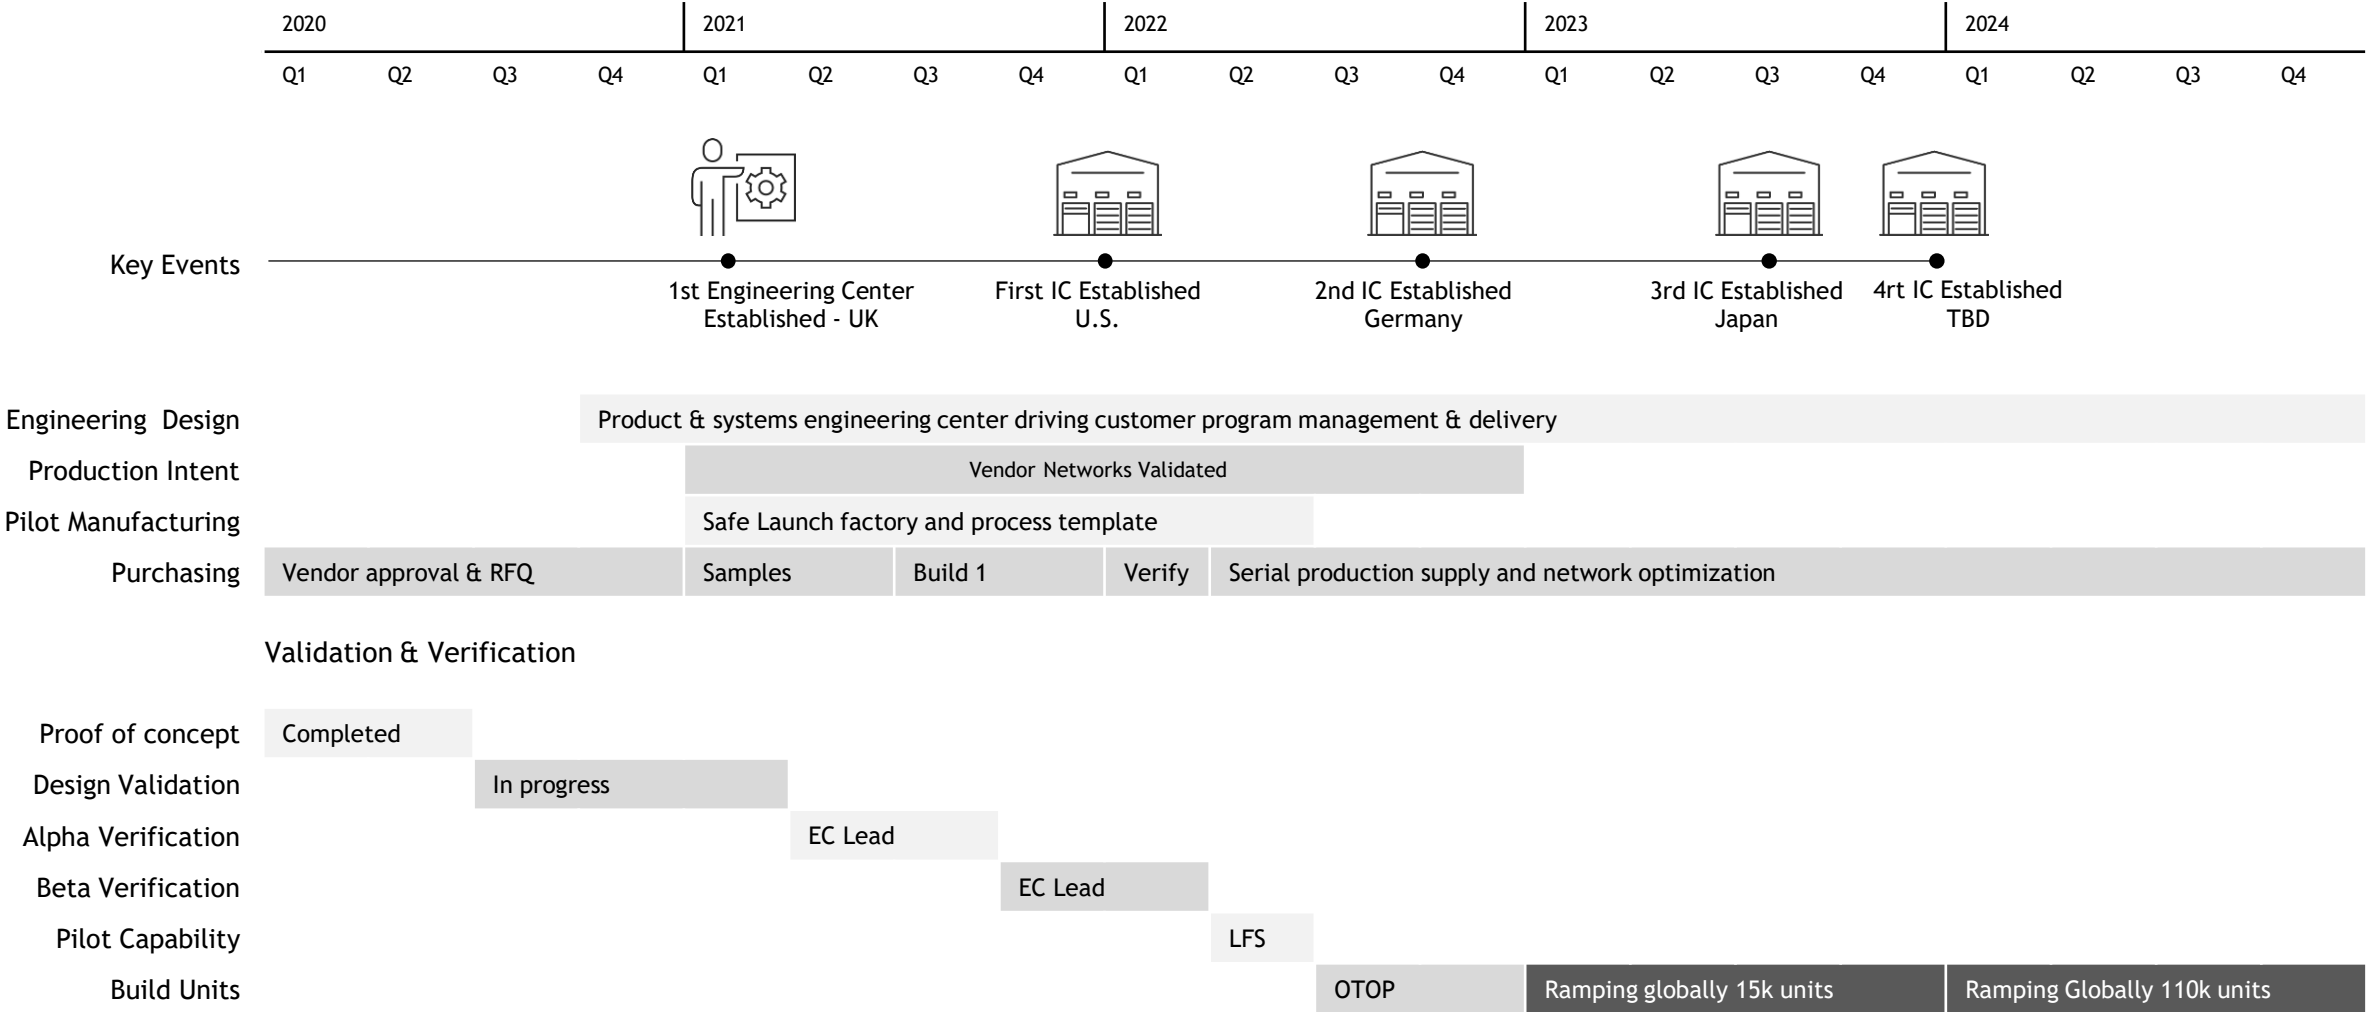 2020 2021 2022 2023 2024
Q1 Q2 Q3 Q4 Q1 Q2 Q3 Q4 Q1 Q2 Q3 Q4 Q1 Q2 Q3 Q4 Q1 Q2 Q3 Q4
Key Events
1st Engineering Center
Established - UK
First IC Established
U.S.
2nd IC Established
Germany
3rd IC Established
Japan
4rt IC Established
TBD
Engineering Design Product & systems engineering center driving customer program management & delivery
Production Intent Vendor Networks Validated
Pilot Manufacturing Safe Launch factory and process template
Purchasing Vendor approval & RFQ Samples Build 1 Verify Serial production supply and network optimization
Validation & Verification
Proof of concept Completed
Design Validation In progress
Alpha Verification EC Lead
Beta Verification EC Lead
Pilot Capability LFS
Build Units OTOP Ramping globally 15k units Ramping Globally 110k units